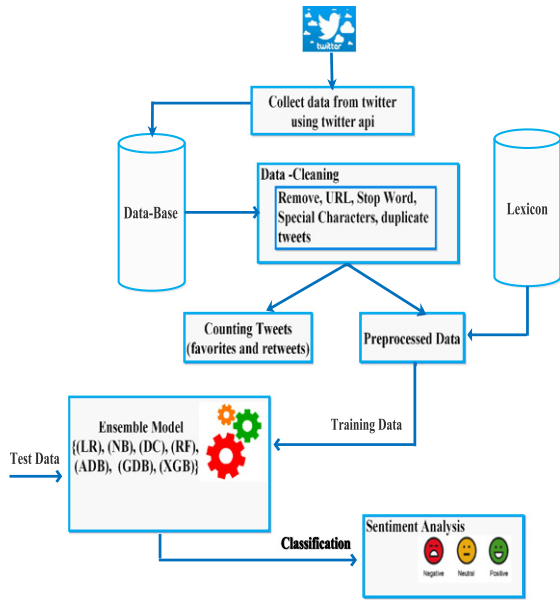 twitter
Collect data from twitter
using twitter api
Data-Base
Data -Cleaning
Remove, URL, Stop Word,
Special Characters, duplicate
tweets
Lexicon
Counting Tweets
(favorites and retweets)
Preprocessed Data
Training Data
Test Data
Ensemble Model
{(LR), (NB), (DC), (RF),
(ADB), (GDB), (XGB)}
Classification
Sentiment Analysis
Negative Neutral Positive